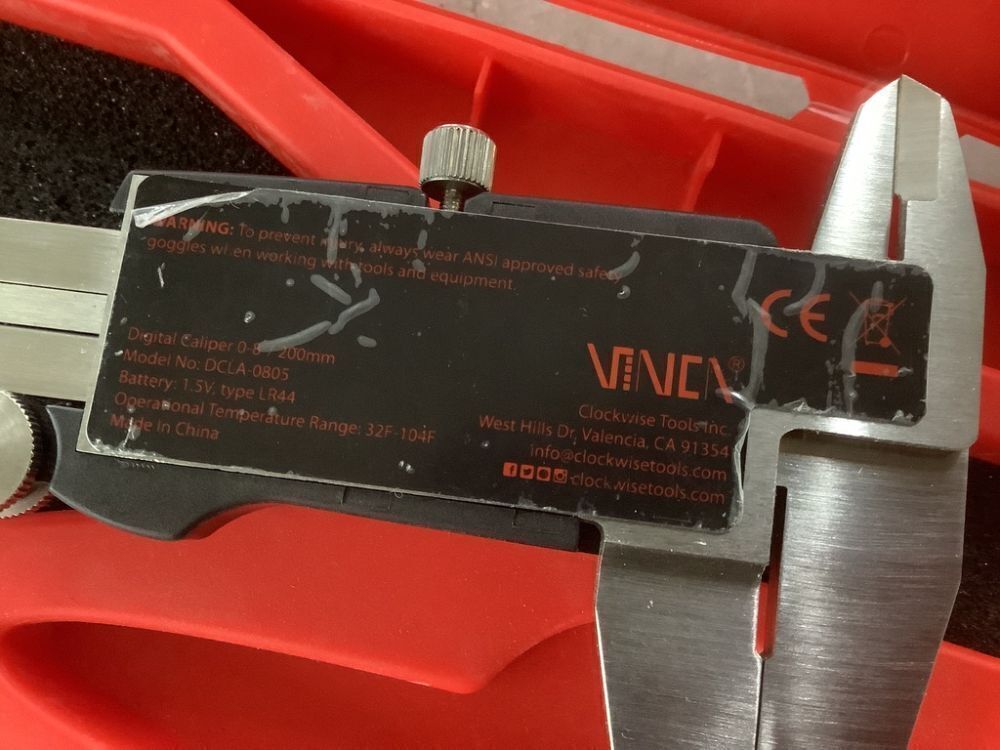 WARNING: To prevent injury, always wear ANSI approved safety
goggles when working with tools and equipment.
Digital Caliper 0-8" / 200mm
Model No: DCLA-0805
Battery: 1.5V, type LR44
Operational Temperature Range: 32F-104F
Made In China
CE
VINCA®
Clockwise Tools Inc.
West Hills Dr, Valencia, CA 91354
info@clockwisetools.com
clockwisetools.com